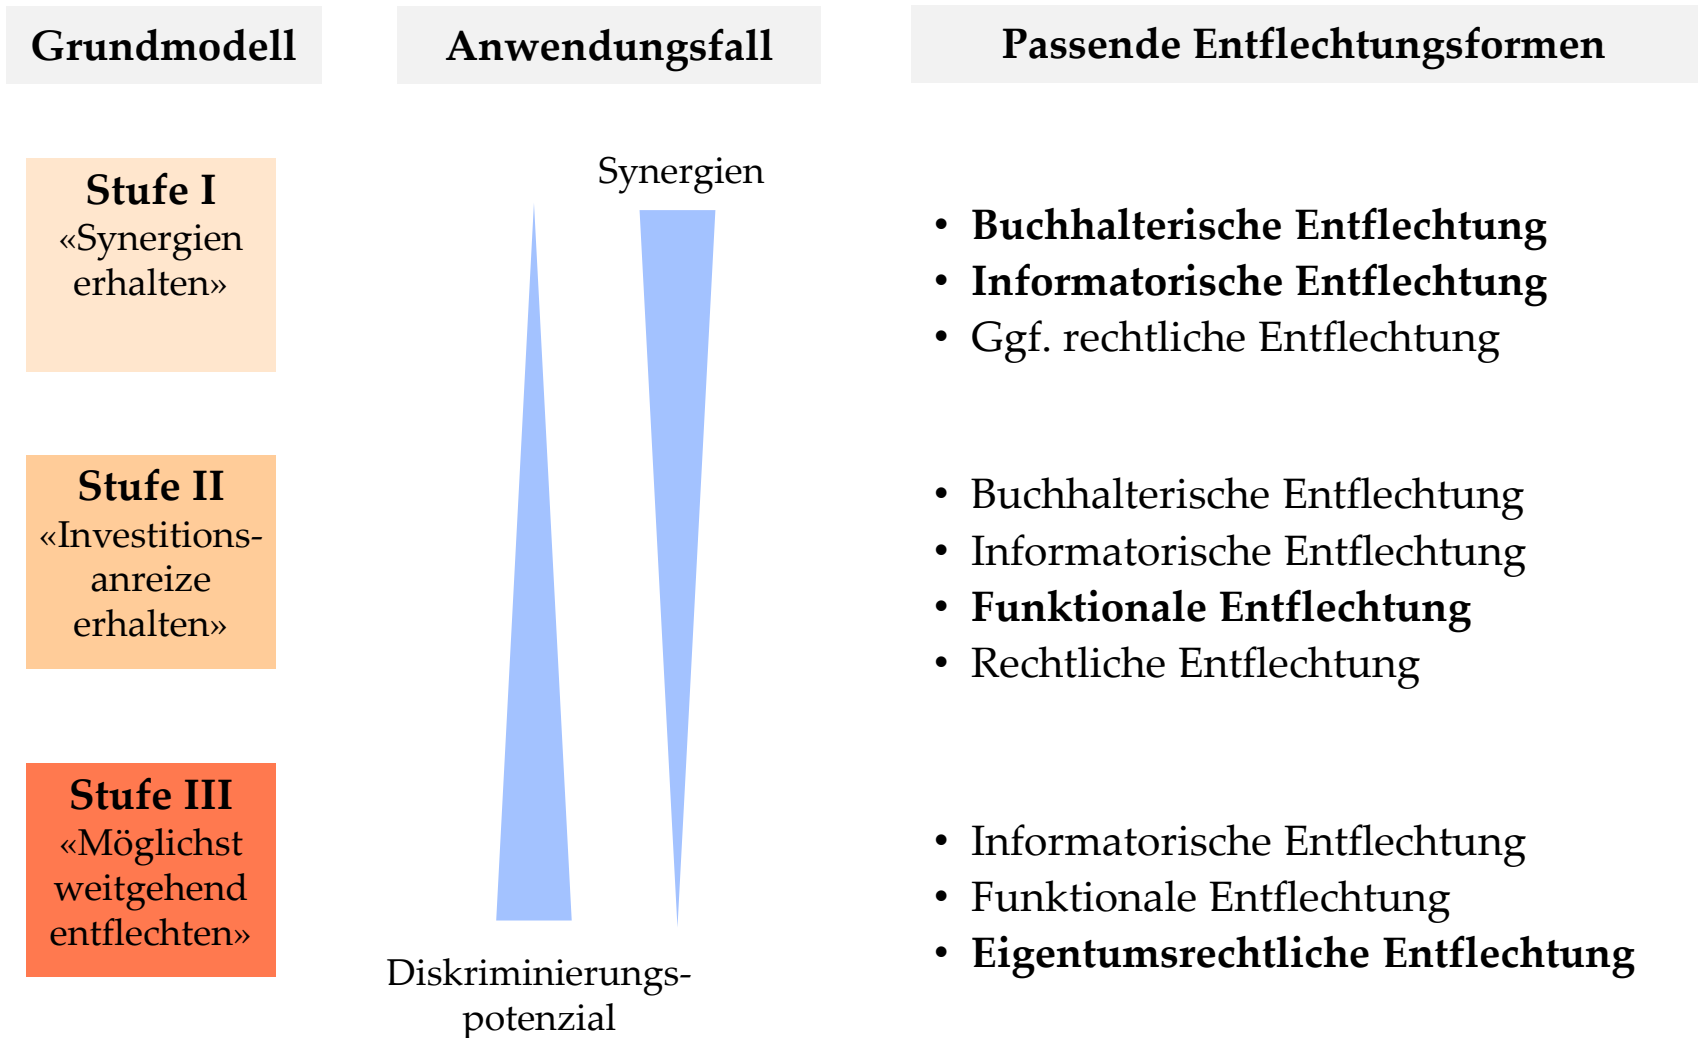 Grundmodell
Anwendungsfall
Passende Entflechtungsformen
Stufe I
«Synergien
erhalten»
Synergien
• Buchhalterische Entflechtung
• Informatorische Entflechtung
• Ggf. rechtliche Entflechtung
Stufe II
«Investitions-
anreize
erhalten»
• Buchhalterische Entflechtung
• Informatorische Entflechtung
• Funktionale Entflechtung
• Rechtliche Entflechtung
Stufe III
«Möglichst
weitgehend
entflechten»
Diskriminierungs-
potenzial
• Informatorische Entflechtung
• Funktionale Entflechtung
• Eigentumsrechtliche Entflechtung